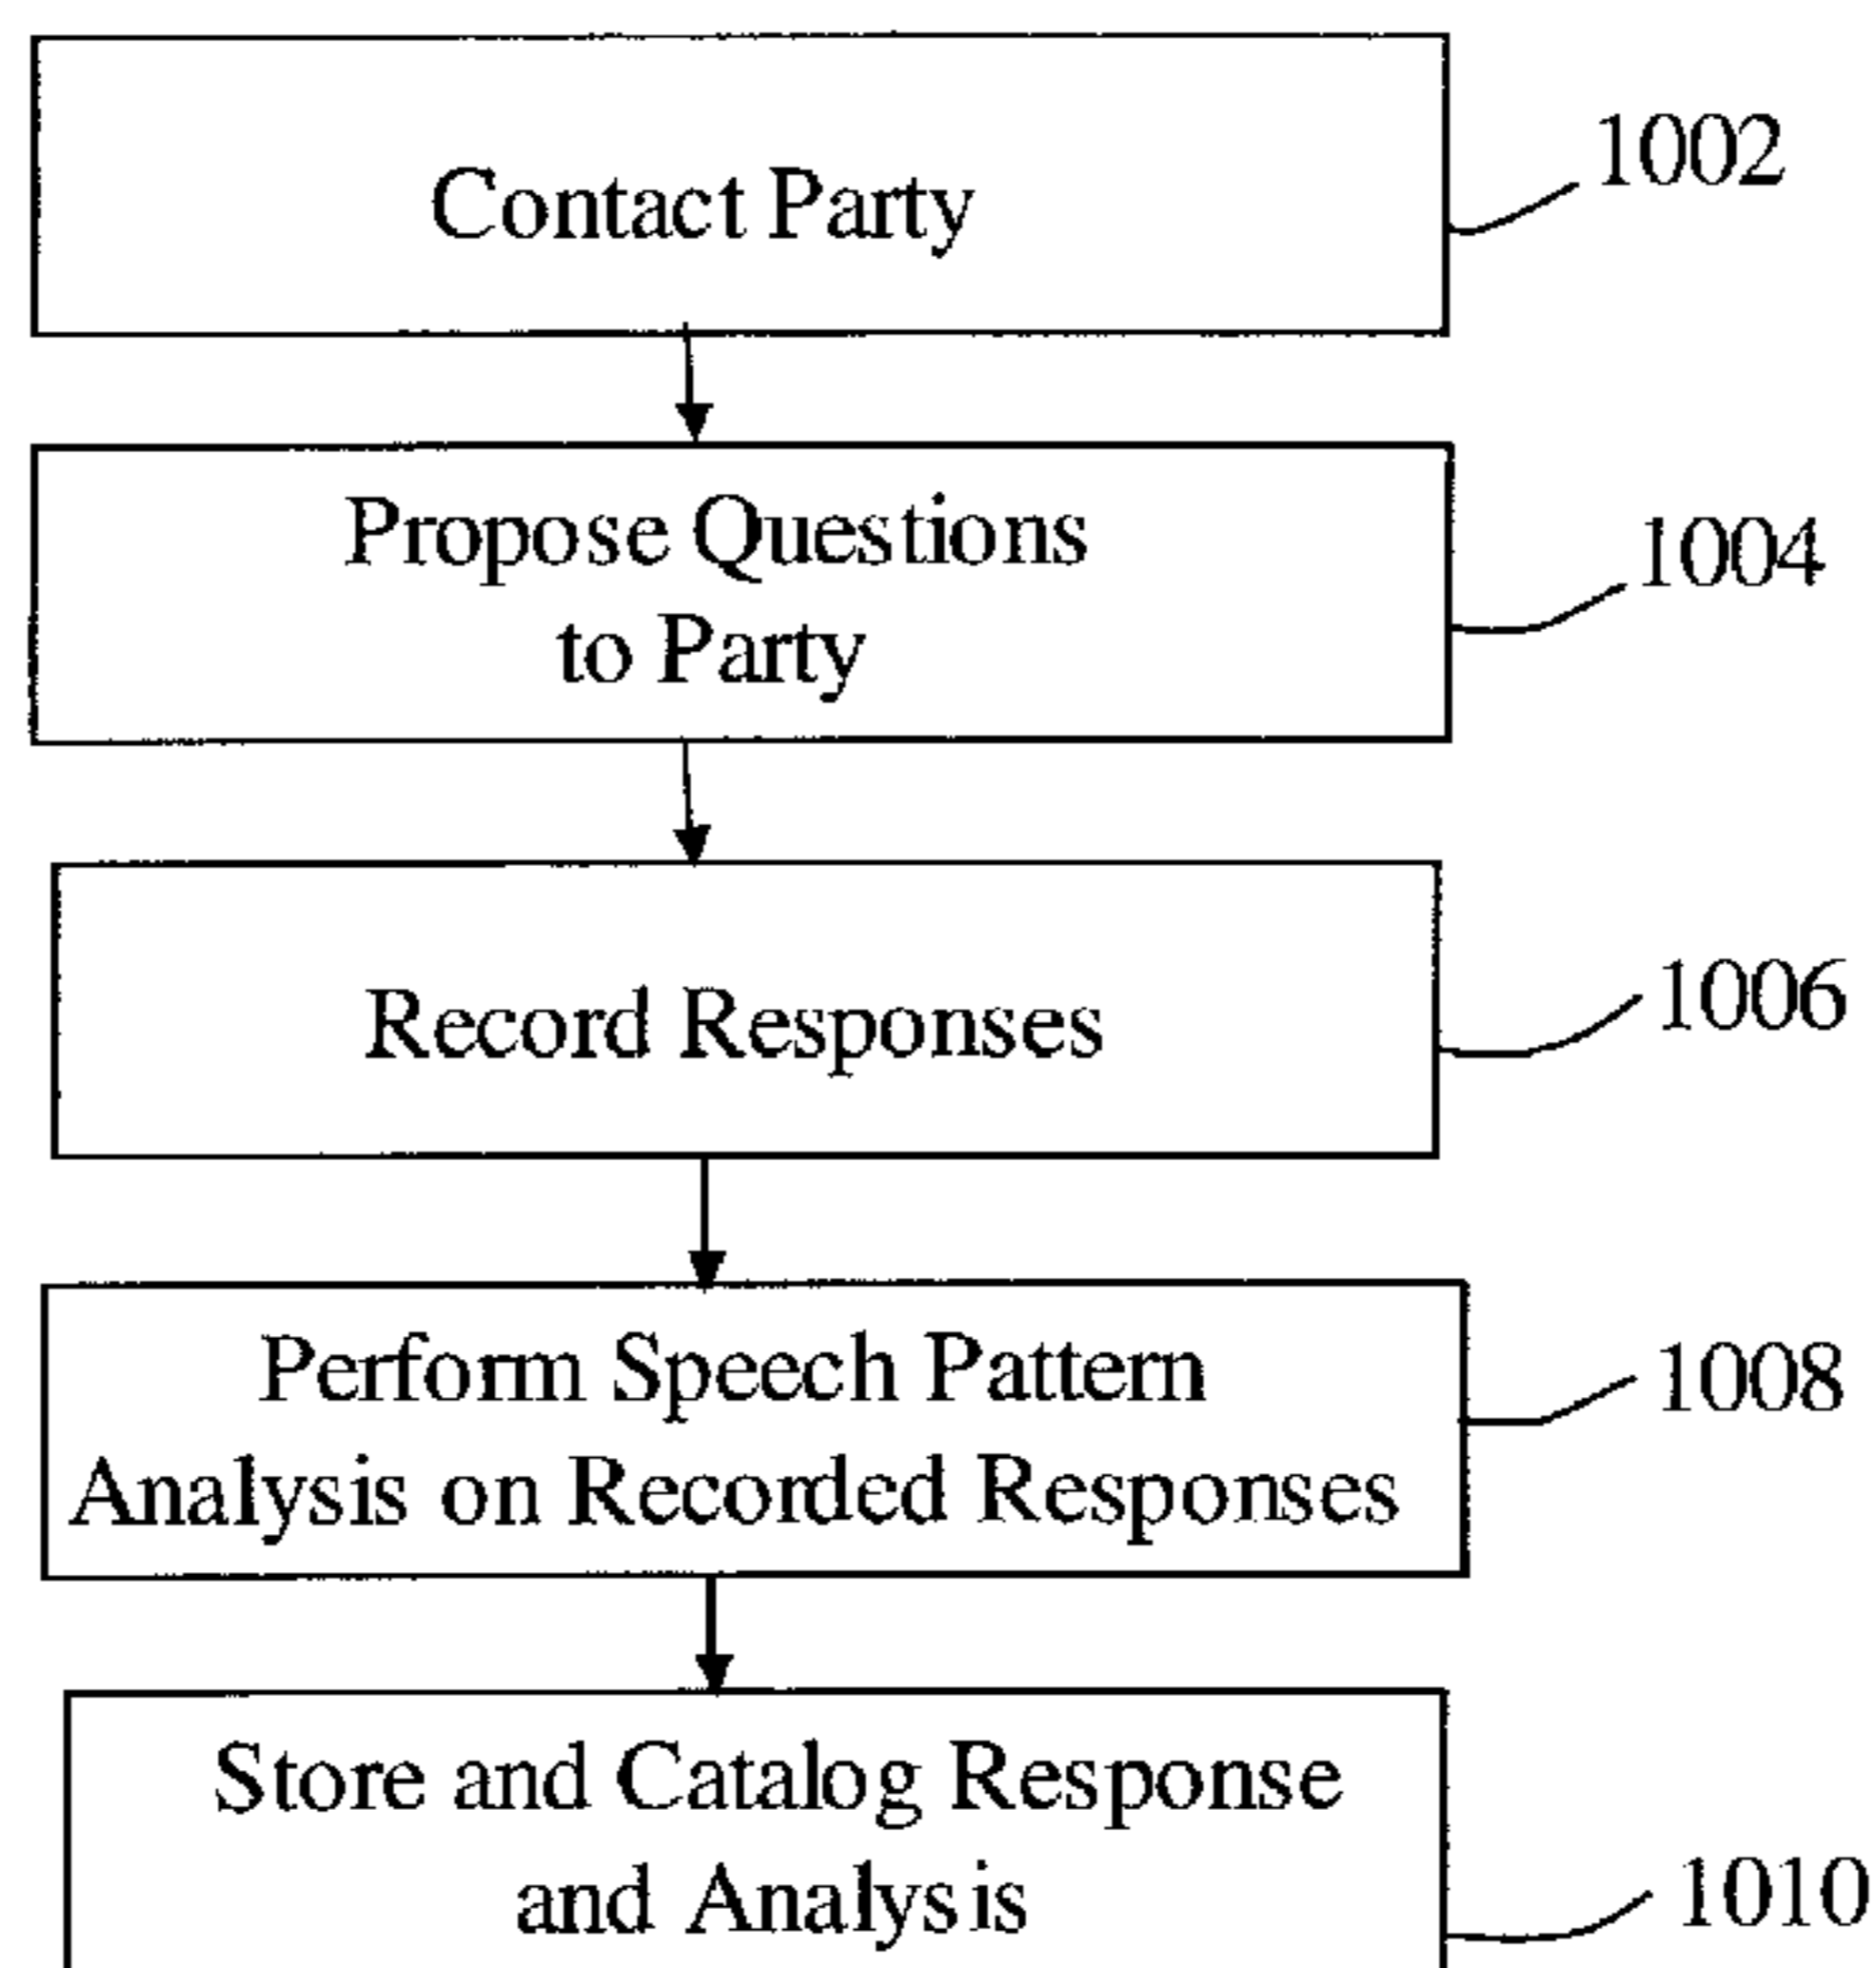 Contact Party
1002
Propose Questions
to Party
1004
Record Responses
1006
Perform Speech Pattern
Analysis on Recorded Responses
1008
Store and Catalog Response
and Analysis
1010